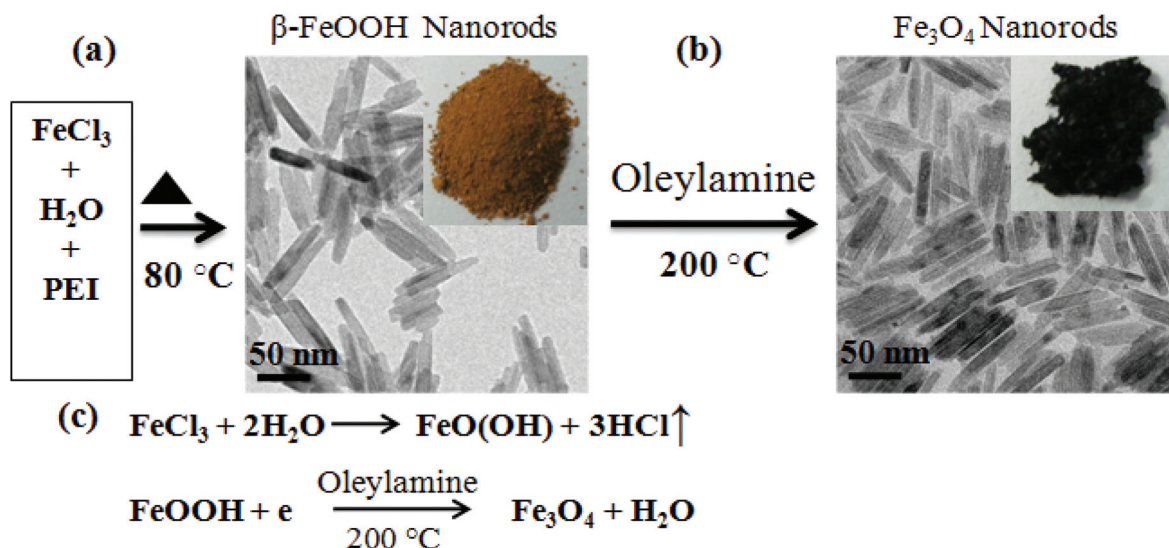 (a)
β-FeOOH Nanorods
(b)
Fe₃O₄ Nanorods
FeCl₃
+
H₂O
+
PEI
80 °C
50 nm
Oleylamine
200 °C
50 nm
(c)
FeCl₃ + 2H₂O ⟶ FeO(OH) + 3HCl↑
Oleylamine
FeOOH + e ⟶ Fe₃O₄ + H₂O
200 °C